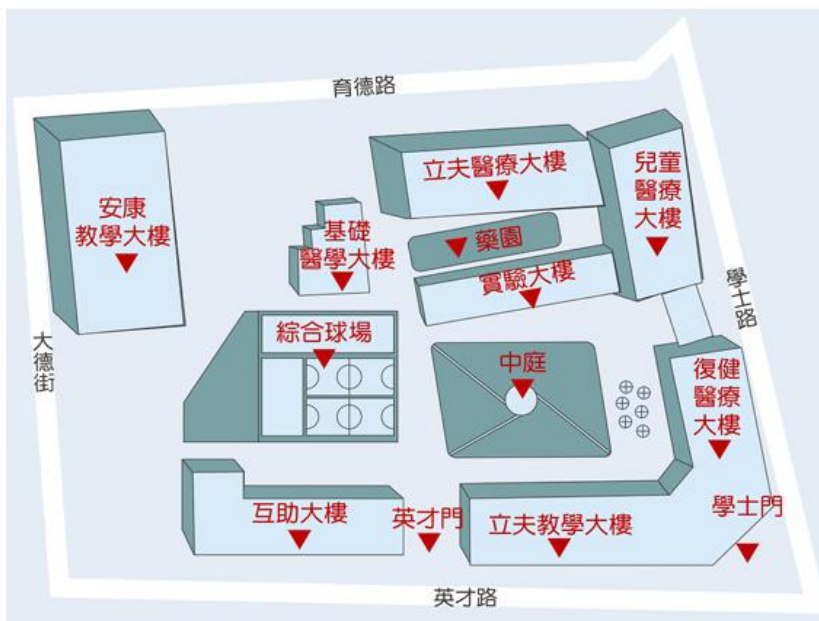 育德路
立夫醫療大樓
兒童
醫療
大樓
安康
教學大樓
基礎
醫學大樓
藥園
實驗大樓
學士路
綜合球場
大德街
中庭
復健
醫療
大樓
互助大樓
英才門
立夫教學大樓
學士門
英才路